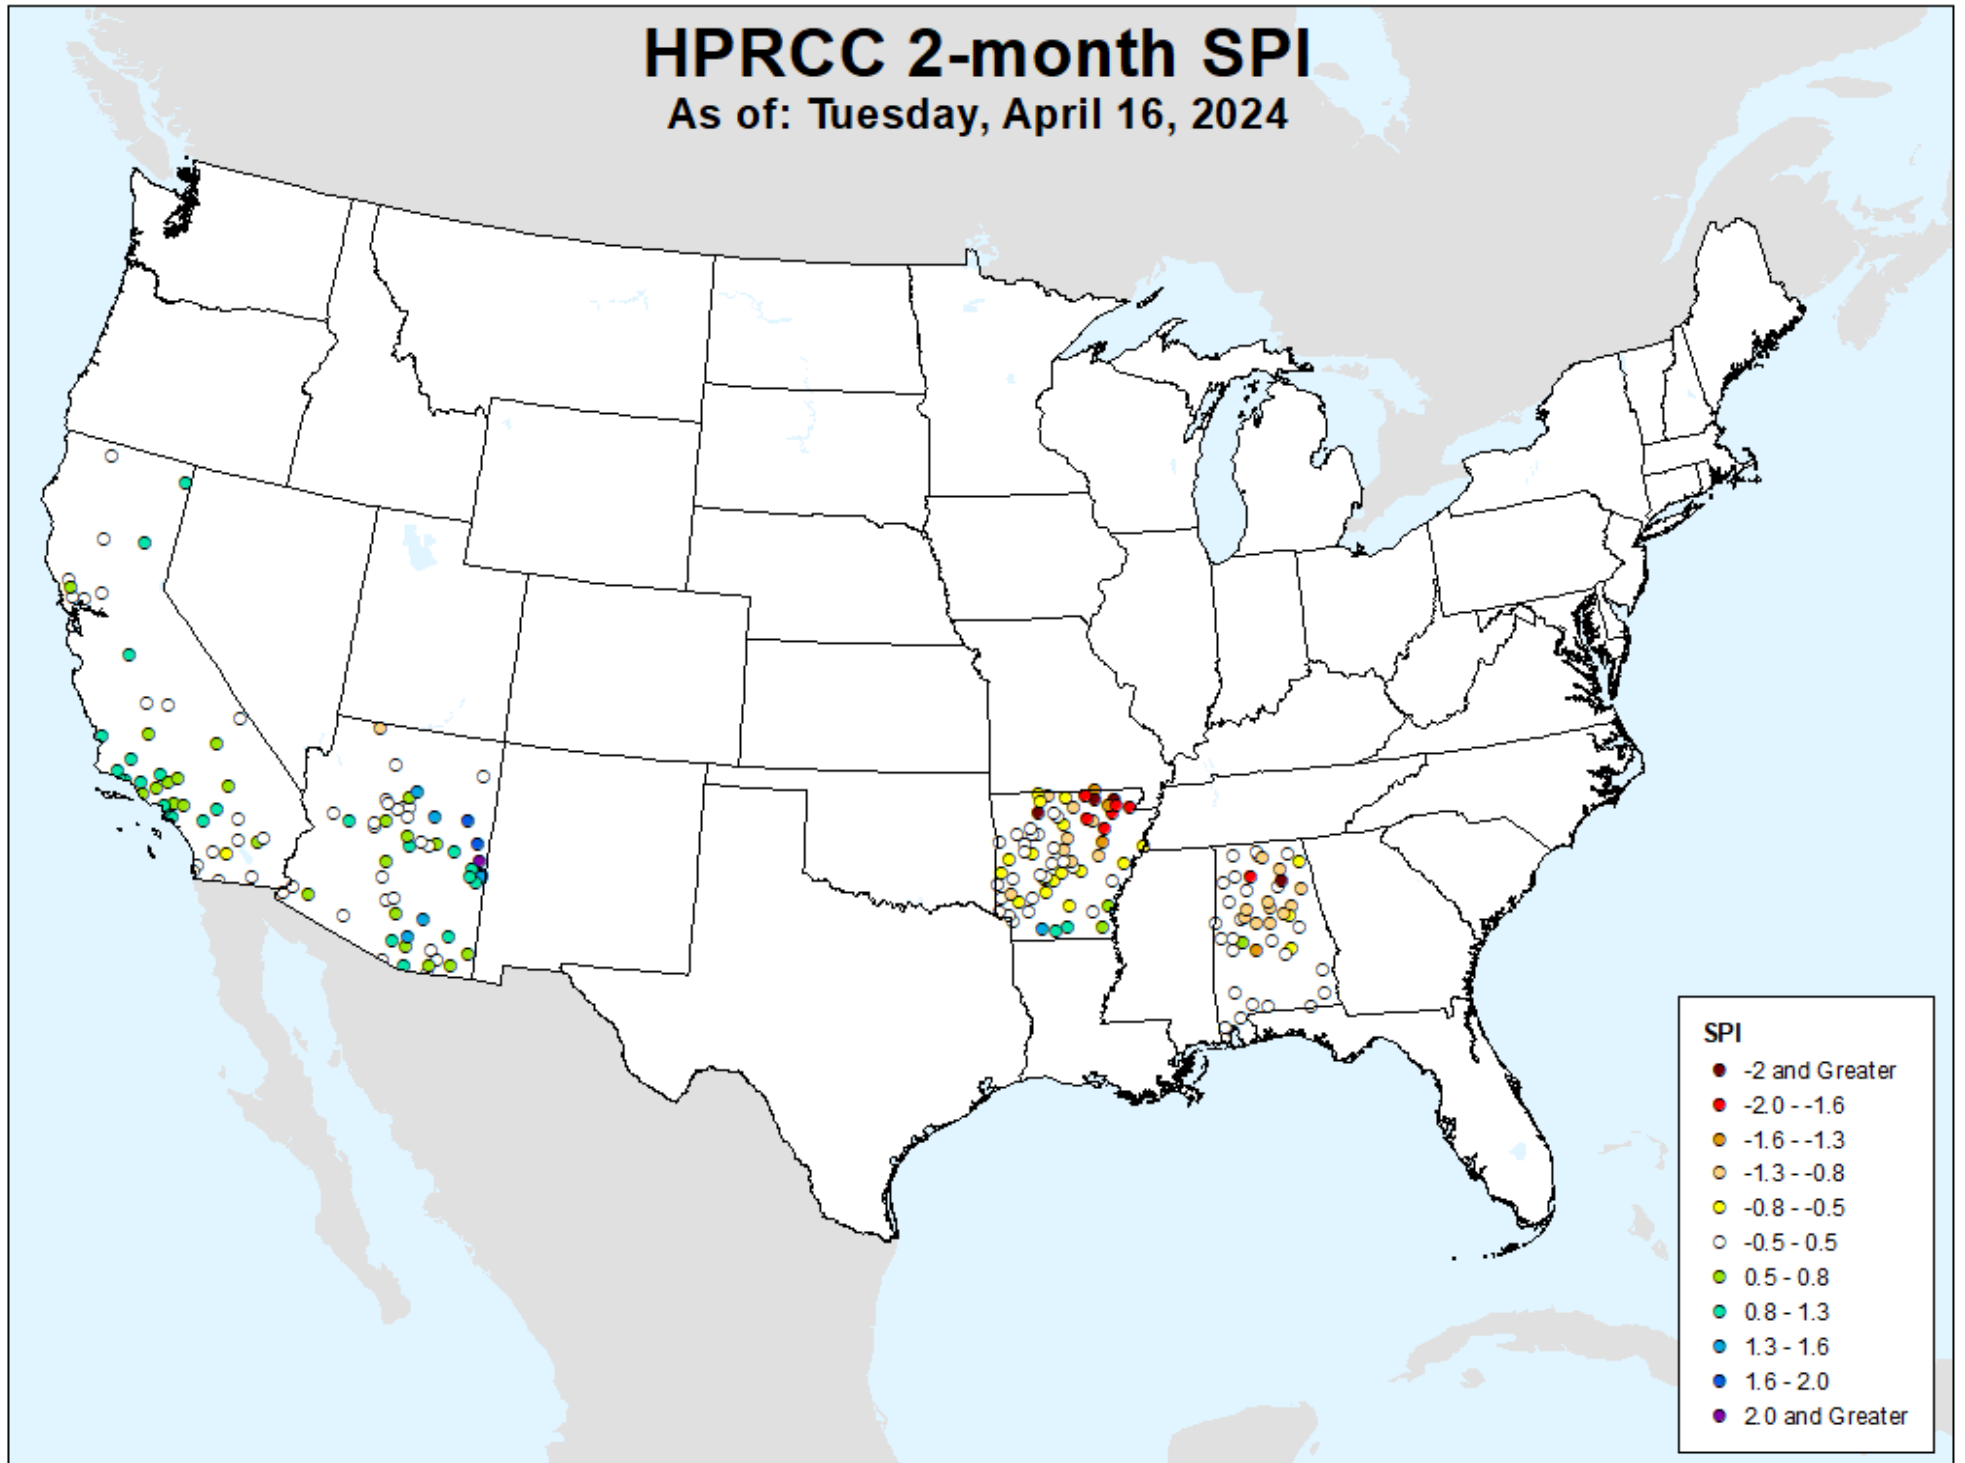 HPRCC 2-month SPI
As of: Tuesday, April 16, 2024
SPI
-2 and Greater
-2.0 - -1.6
-1.6 - -1.3
-1.3 - -0.8
-0.8 - -0.5
-0.5 - 0.5
0.5 - 0.8
0.8 - 1.3
1.3 - 1.6
1.6 - 2.0
2.0 and Greater